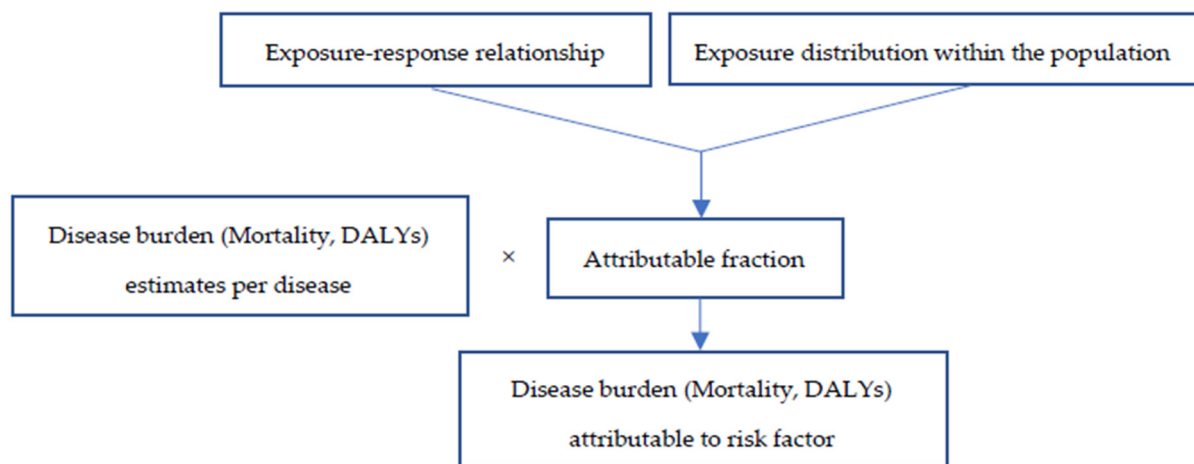 Exposure-response relationship
Exposure distribution within the population
Disease burden (Mortality, DALYs)
estimates per disease
×
Attributable fraction
Disease burden (Mortality, DALYs)
attributable to risk factor